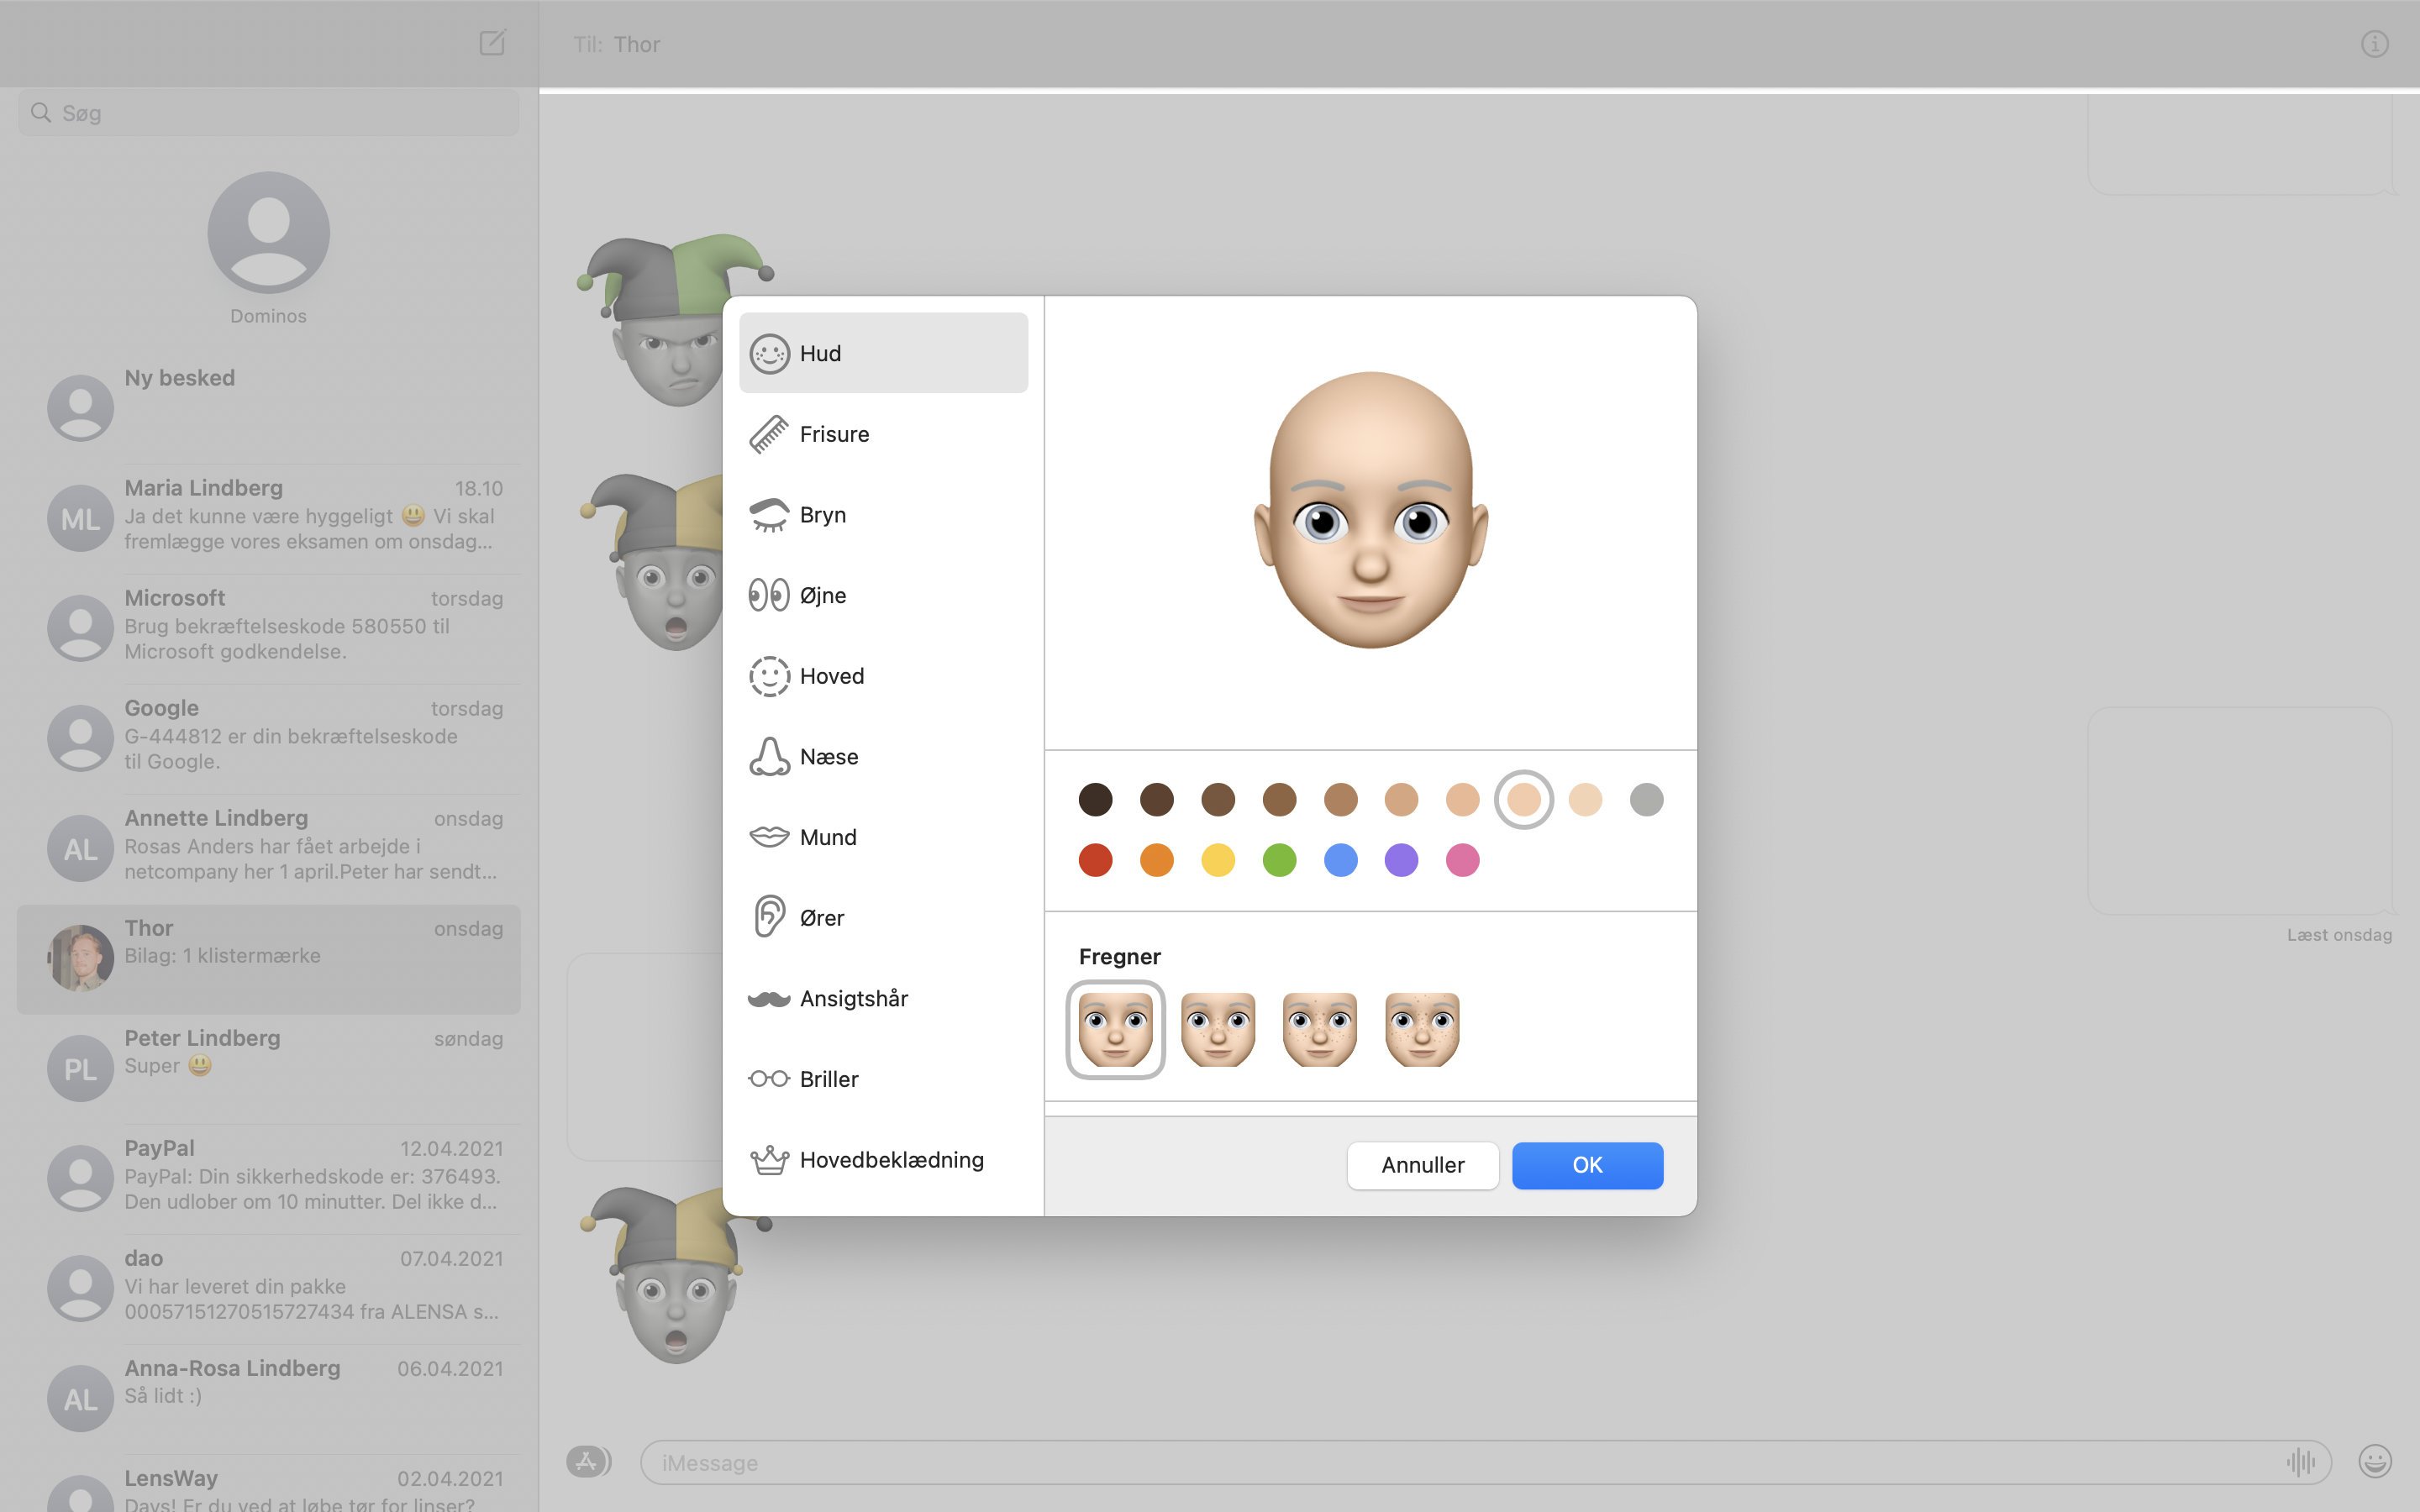 Til: Thor
Søg
Dominos
Ny besked
Maria Lindberg 18.10
Ja det kunne være hyggeligt 😃 Vi skal
fremlægge vores eksamen om onsdag...
Microsoft torsdag
Brug bekræftelseskode 580550 til
Microsoft godkendelse.
Google torsdag
G-444812 er din bekræftelseskode
til Google.
AL
Annette Lindberg onsdag
Rosas Anders har fået arbejde i
netcompany her 1 april.Peter har sendt...
Thor onsdag
Bilag: 1 klistermærke
PL
Peter Lindberg søndag
Super 😃
PayPal 12.04.2021
PayPal: Din sikkerhedskode er: 376493.
Den udlober om 10 minutter. Del ikke d...
dao 07.04.2021
Vi har leveret din pakke
00057151270515727434 fra ALENSA s...
AL
Anna-Rosa Lindberg 06.04.2021
Så lidt :)
LensWay 02.04.2021
Days! Er du ved at løbe tør for linser?
ML
Hud
Frisure
Bryn
Øjne
Hoved
Næse
Mund
Ører
Ansigtshår
Briller
Hovedbeklædning
Fregner
Annuller
OK
Læst onsdag
iMessage